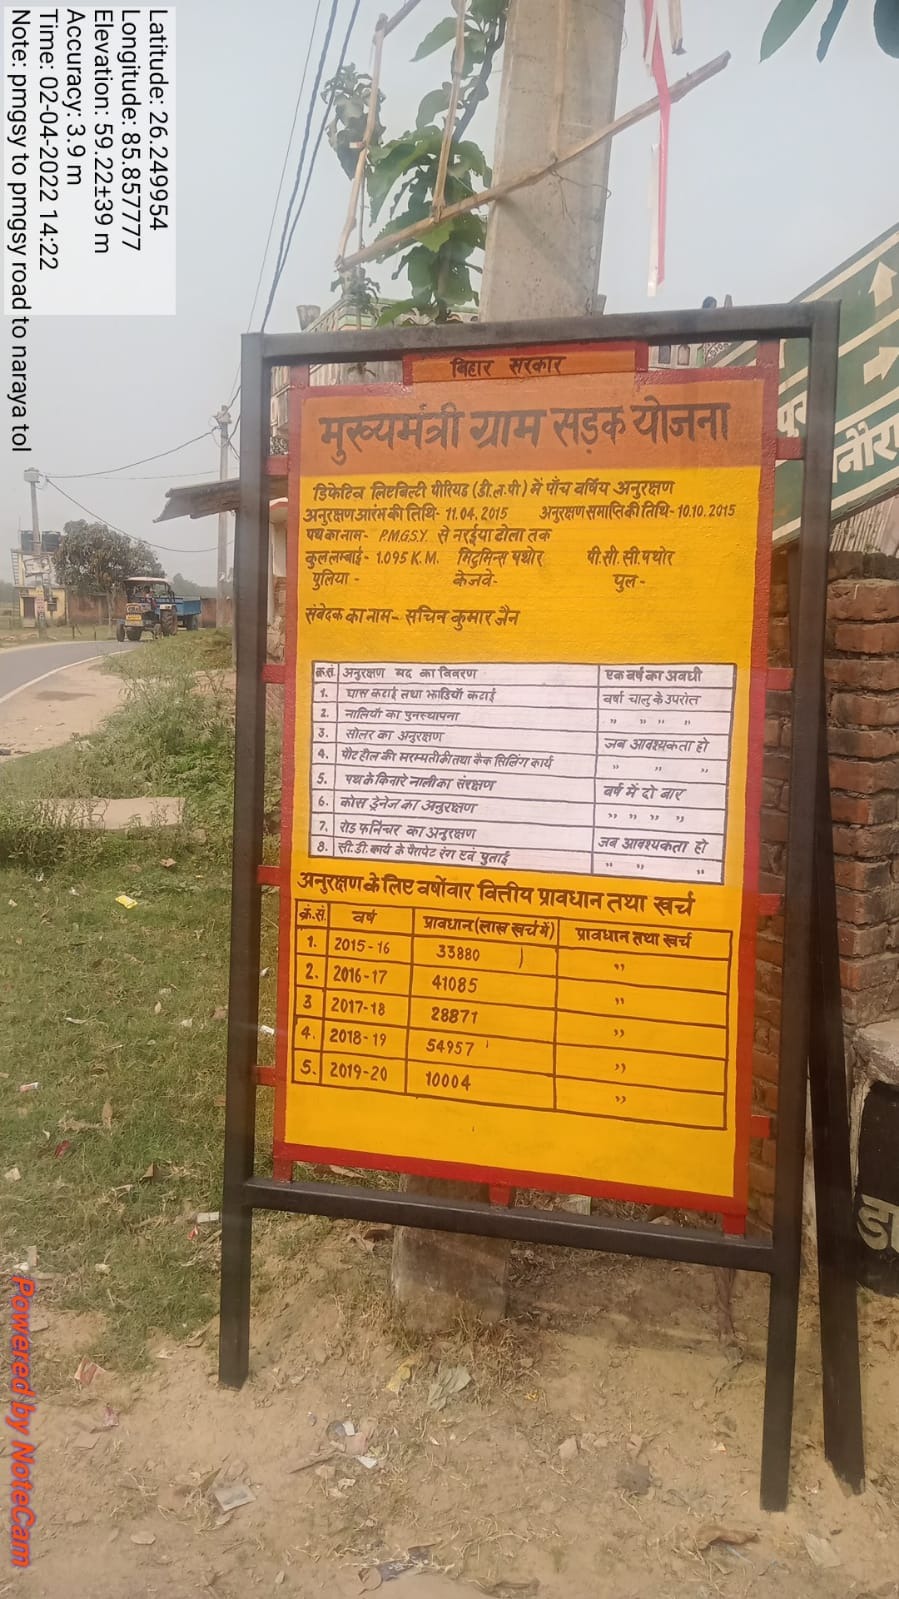 Latitude: 26.249954
Longitude: 85.857777
Elevation: 59.22±39 m
Accuracy: 3.9 m
Time: 02-04-2022 14:22
Note: pmgsy to pmgsy road to naraya tol
बिहार सरकार
मुख्यमंत्री ग्राम सड़क योजना
डिफेटिव लिएबिल्टी पीरियड (डी.ल.पी) में पाँच वर्षिय अनुरक्षण
अनुरक्षण आरंभ की तिथि- 11.04.2015 अनुरक्षण समाप्ति की तिथि-10.10.2015
पथ का नाम- P.M.G.S.Y. से नरईया टोला तक
कुल लम्बाई- 1.095 K.M. बिटुमिन्स पथोर पी.सी.सी.पथोर
पुलिया - केजवे- पुल -
संवेदक का नाम- सचिन कुमार जैन
क्र.सं. अनुरक्षण मद का विवरण एक वर्ष का अवधी
1. घास कटाई तथा झाडियाँ कटाई वर्षा चालु के उपरोत
2. नालियों का पुनस्थापना " " " "
3. सोलर का अनुरक्षण जब आवश्यकता हो
4. पौट हौल की मरम्मती की तथा कैक सिलिंग कार्य " " "
5. पथ के किनारे नाली का संरक्षण वर्ष में दो बार
6. कोस ड्रेनेन का अनुरक्षण " " " "
7. रोड फर्निचर का अनुरक्षण जब आवश्यकता हो
8. सी.डी.कार्य के पैरापेट रंग एवं पुताई " " "
अनुरक्षण के लिए वर्षोवार वित्तीय प्रावधान तथा खर्च
क्रं.सं. वर्ष प्रावधान (लाख खर्च में) प्रावधान तथा खर्च
1. 2015-16 33880 "
2. 2016-17 41085 "
3 2017-18 28871 "
4. 2018-19 54957 "
5. 2019-20 10004 "
Powered by NoteCam